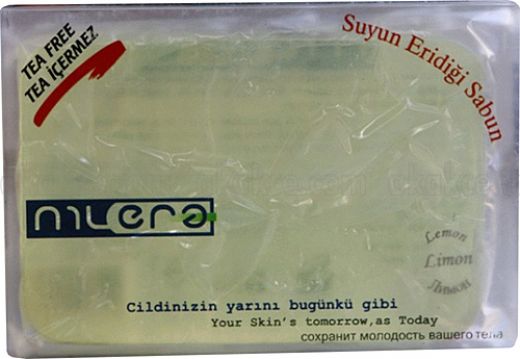 TEA FREE
TEA İÇERMEZ
Suyun Eridiği Sabun
nılera
Lemon
Limon
Лимон
Cildinizin yarını bugünkü gibi
Your Skin's tomorrow,as Today
сохранит молодость вашего тела